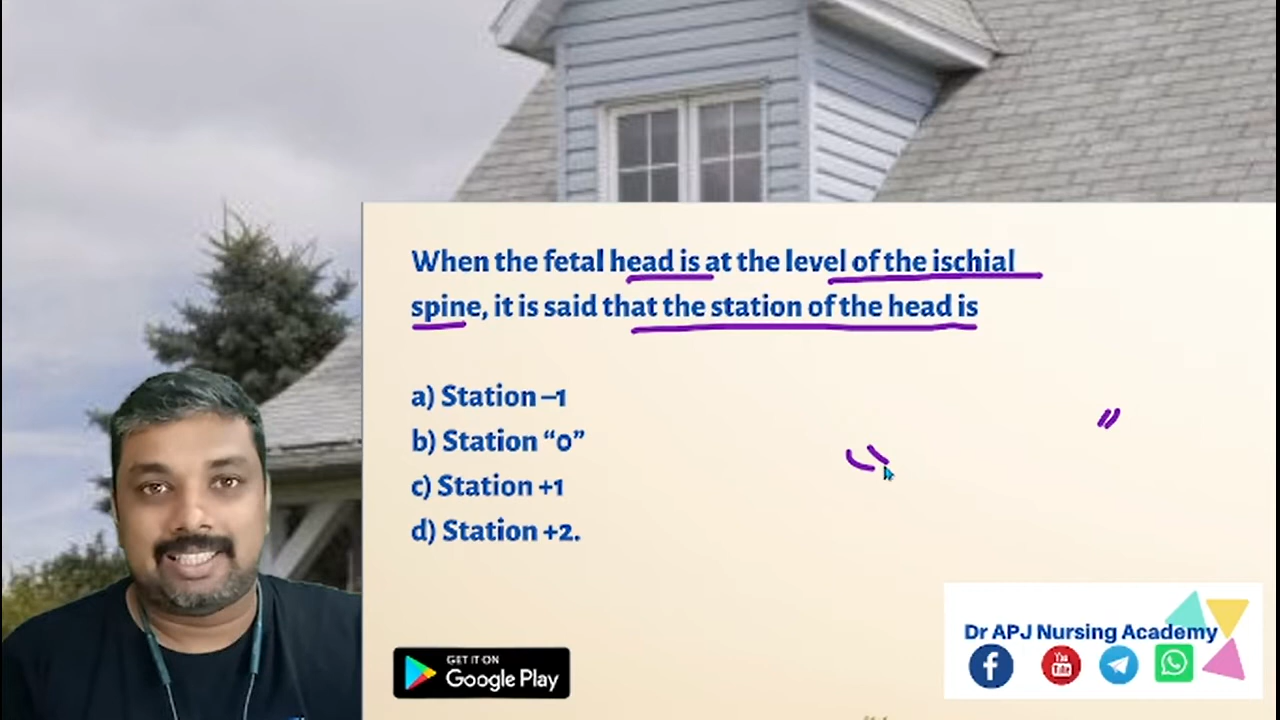 When the fetal head is at the level of the ischial
spine, it is said that the station of the head is
a) Station –1
b) Station “0”
c) Station +1
d) Station +2.
GET IT ON
Google Play
Dr APJ Nursing Academy
You
Tube